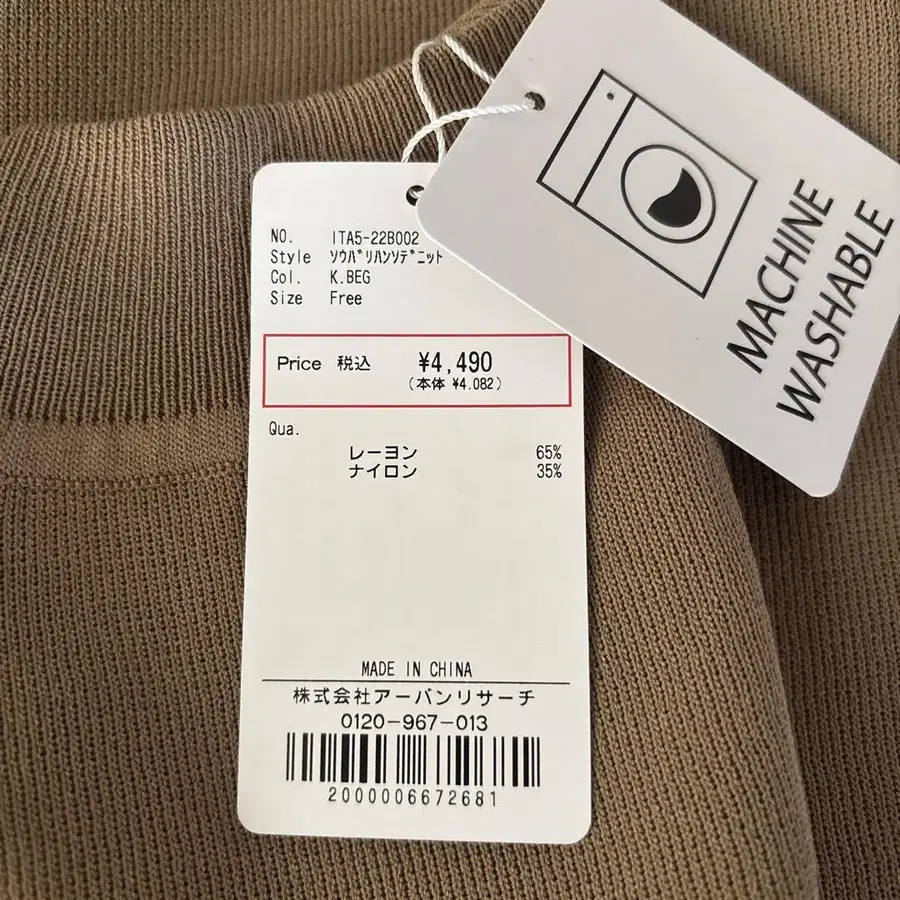 NO. ITA5-22B002
Style ソウバリハンソデニット
Col. K.BEG
Size Free
Price 税込 ¥4,490
(本体 ¥4.082)
Qua.
レーヨン 65%
ナイロン 35%
MADE IN CHINA
株式会社アーバンリサーチ
0120-967-013
2000006672681
MACHINE
WASHABLE